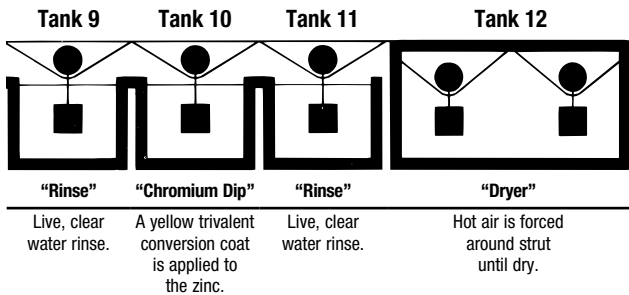 Tank 9 Tank 10 Tank 11 Tank 12
“Rinse” “Chromium Dip” “Rinse” “Dryer”
Live, clear A yellow trivalent Live, clear Hot air is forced
water rinse. conversion coat water rinse. around strut
is applied to until dry.
the zinc.